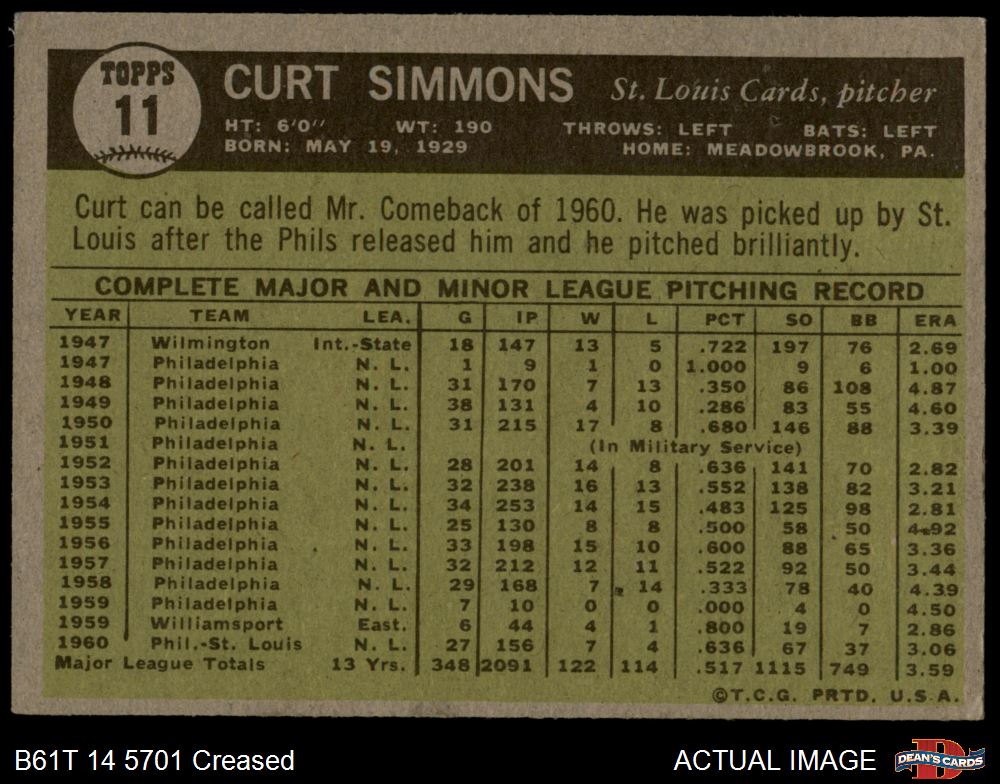 TOPPS
11
CURT SIMMONS St. Louis Cards, pitcher
HT: 6'0" WT: 190 THROWS: LEFT BATS: LEFT
BORN: MAY 19, 1929 HOME: MEADOWBROOK, PA.
Curt can be called Mr. Comeback of 1960. He was picked up by St.
Louis after the Phils released him and he pitched brilliantly.
COMPLETE MAJOR AND MINOR LEAGUE PITCHING RECORD
YEAR TEAM LEA. G IP W L PCT SO BB ERA
1947 Wilmington Int.-State 18 147 13 5 .722 197 76 2.69
1947 Philadelphia N. L. 1 9 1 0 1.000 9 6 1.00
1948 Philadelphia N. L. 31 170 7 13 .350 86 108 4.87
1949 Philadelphia N. L. 38 131 4 10 .286 83 55 4.60
1950 Philadelphia N. L. 31 215 17 8 .680 146 88 3.39
1951 Philadelphia N. L. (In Military Service)
1952 Philadelphia N. L. 28 201 14 8 .636 141 70 2.82
1953 Philadelphia N. L. 32 238 16 13 .552 138 82 3.21
1954 Philadelphia N. L. 34 253 14 15 .483 125 98 2.81
1955 Philadelphia N. L. 25 130 8 8 .500 58 50 4.92
1956 Philadelphia N. L. 33 198 15 10 .600 88 65 3.36
1957 Philadelphia N. L. 32 212 12 11 .522 92 50 3.44
1958 Philadelphia N. L. 29 168 7 14 .333 78 40 4.39
1959 Philadelphia N. L. 7 10 0 0 .000 4 0 4.50
1959 Williamsport East. 6 44 4 1 .800 19 7 2.86
1960 Phil.-St. Louis N. L. 27 156 7 4 .636 67 37 3.06
Major League Totals 13 Yrs. 348 2091 122 114 .517 1115 749 3.59
©T.C.G. PRTD. U.S.A.
B61T 14 5701 Creased ACTUAL IMAGE D DEAN'S CARDS